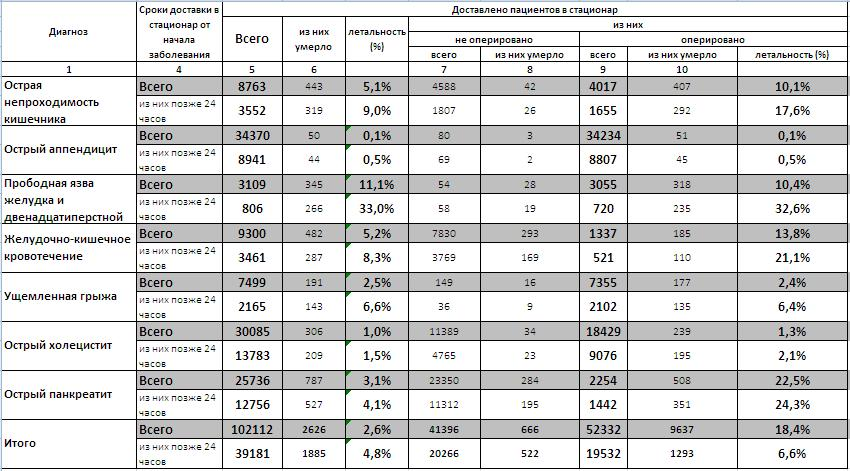 Диагноз Сроки доставки в стационар от начала заболевания Доставлено пациентов в стационар
Всего из них умерло летальность (%) из них
не оперировано оперировано
всего из них умерло всего из них умерло летальность (%)
1 4 5 6 7 8 9 10
Острая непроходимость кишечника Всего 8763 443 5,1% 4588 42 4017 407 10,1%
из них позже 24 часов 3552 319 9,0% 1807 26 1655 292 17,6%
Острый аппендицит Всего 34370 50 0,1% 80 3 34234 51 0,1%
из них позже 24 часов 8941 44 0,5% 69 2 8807 45 0,5%
Прободная язва желудка и двенадцатиперстной Всего 3109 345 11,1% 54 28 3055 318 10,4%
из них позже 24 часов 806 266 33,0% 58 19 720 235 32,6%
Желудочно-кишечное кровотечение Всего 9300 482 5,2% 7830 293 1337 185 13,8%
из них позже 24 часов 3461 287 8,3% 3769 169 521 110 21,1%
Ущемленная грыжа Всего 7499 191 2,5% 149 16 7355 177 2,4%
из них позже 24 часов 2165 143 6,6% 36 9 2102 135 6,4%
Острый холецистит Всего 30085 306 1,0% 11389 34 18429 239 1,3%
из них позже 24 часов 13783 209 1,5% 4765 23 9076 195 2,1%
Острый панкреатит Всего 25736 787 3,1% 23350 284 2254 508 22,5%
из них позже 24 часов 12756 527 4,1% 11312 195 1442 351 24,3%
Итого Всего 102112 2626 2,6% 41396 666 52332 9637 18,4%
из них позже 24 часов 39181 1885 4,8% 20266 522 19532 1293 6,6%